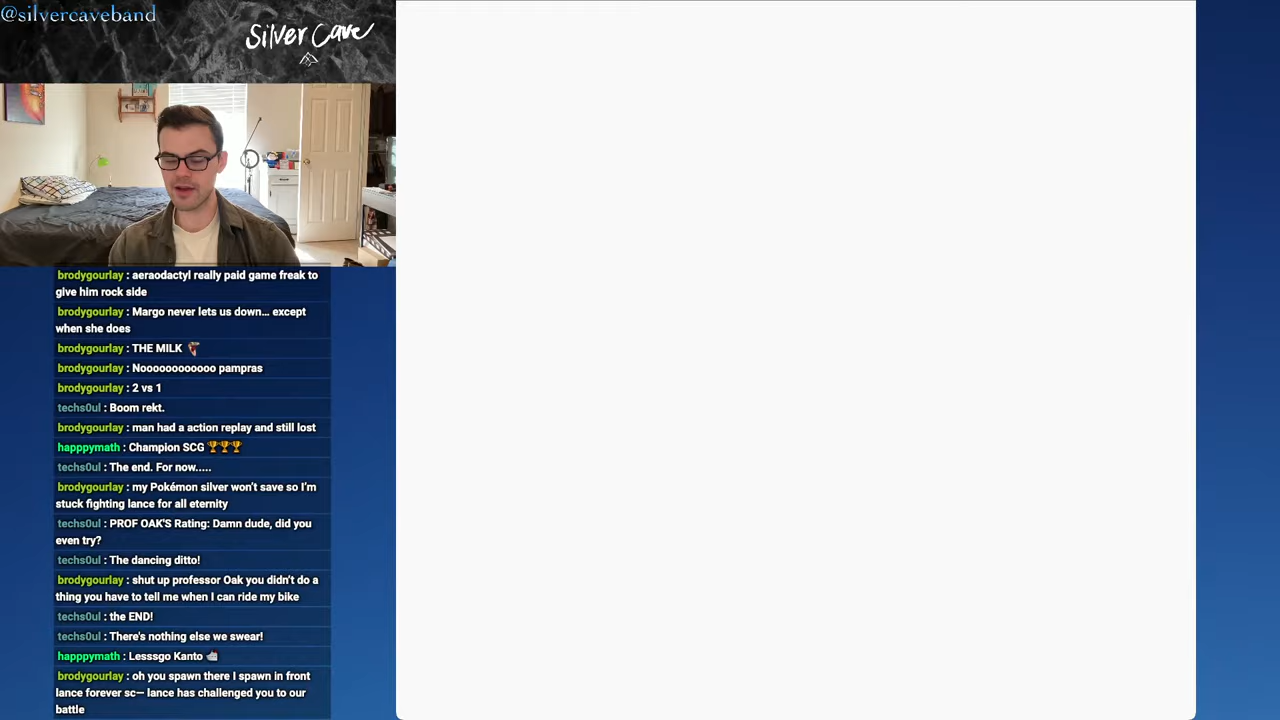 @silvercaveband
Silver Cave
brodygourlay : aeraodactyl really paid game freak to
give him rock side
brodygourlay : Margo never lets us down… except
when she does
brodygourlay : THE MILK
brodygourlay : Nooooooooooo pampras
brodygourlay : 2 vs 1
techs0ul : Boom rekt.
brodygourlay : man had a action replay and still lost
happpymath : Champion SCG 🏆🏆🏆
techs0ul : The end. For now.....
brodygourlay : my Pokémon silver won’t save so I’m
stuck fighting lance for all eternity
techs0ul : PROF OAK'S Rating: Damn dude, did you
even try?
techs0ul : The dancing ditto!
brodygourlay : shut up professor Oak you didn’t do a
thing you have to tell me when I can ride my bike
techs0ul : the END!
techs0ul : There's nothing else we swear!
happpymath : Lesssgo Kanto
brodygourlay : oh you spawn there I spawn in front
lance forever sc— lance has challenged you to our
battle